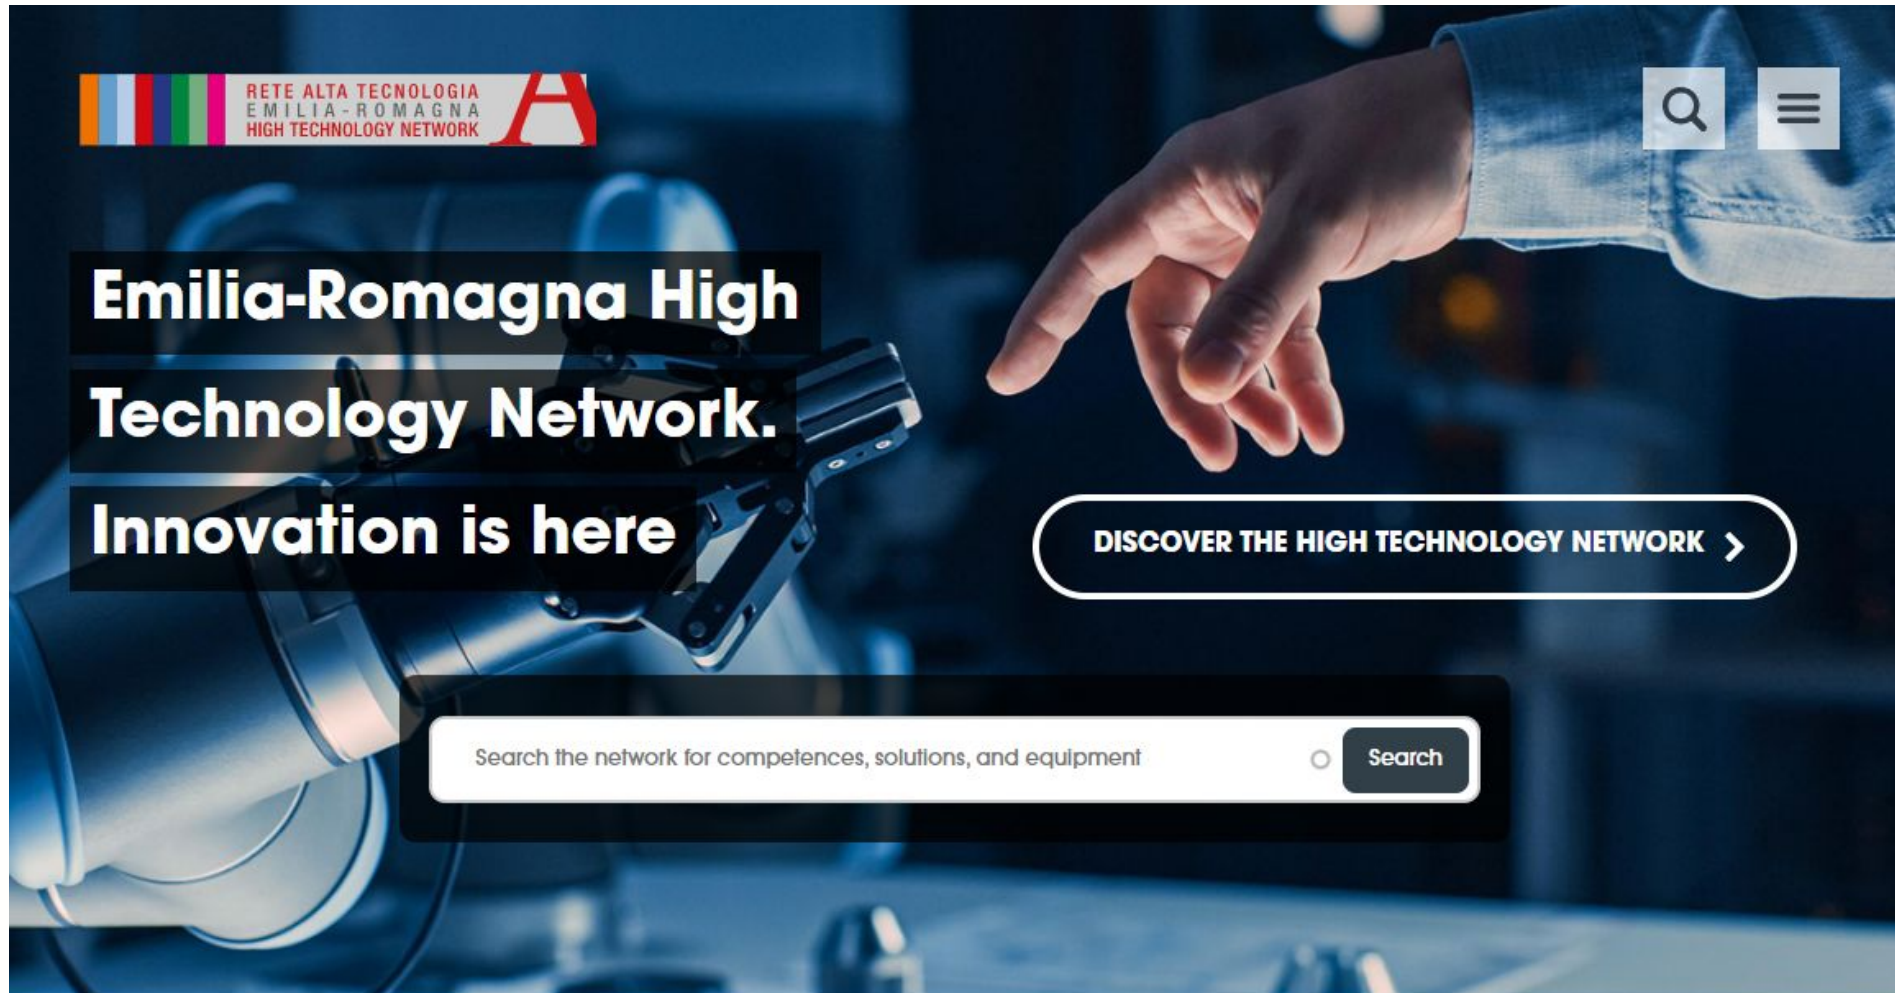 RETE ALTA TECNOLOGIA
EMILIA-ROMAGNA
HIGH TECHNOLOGY NETWORK
Emilia-Romagna High
Technology Network.
Innovation is here
DISCOVER THE HIGH TECHNOLOGY NETWORK
Search the network for competences, solutions, and equipment
Search